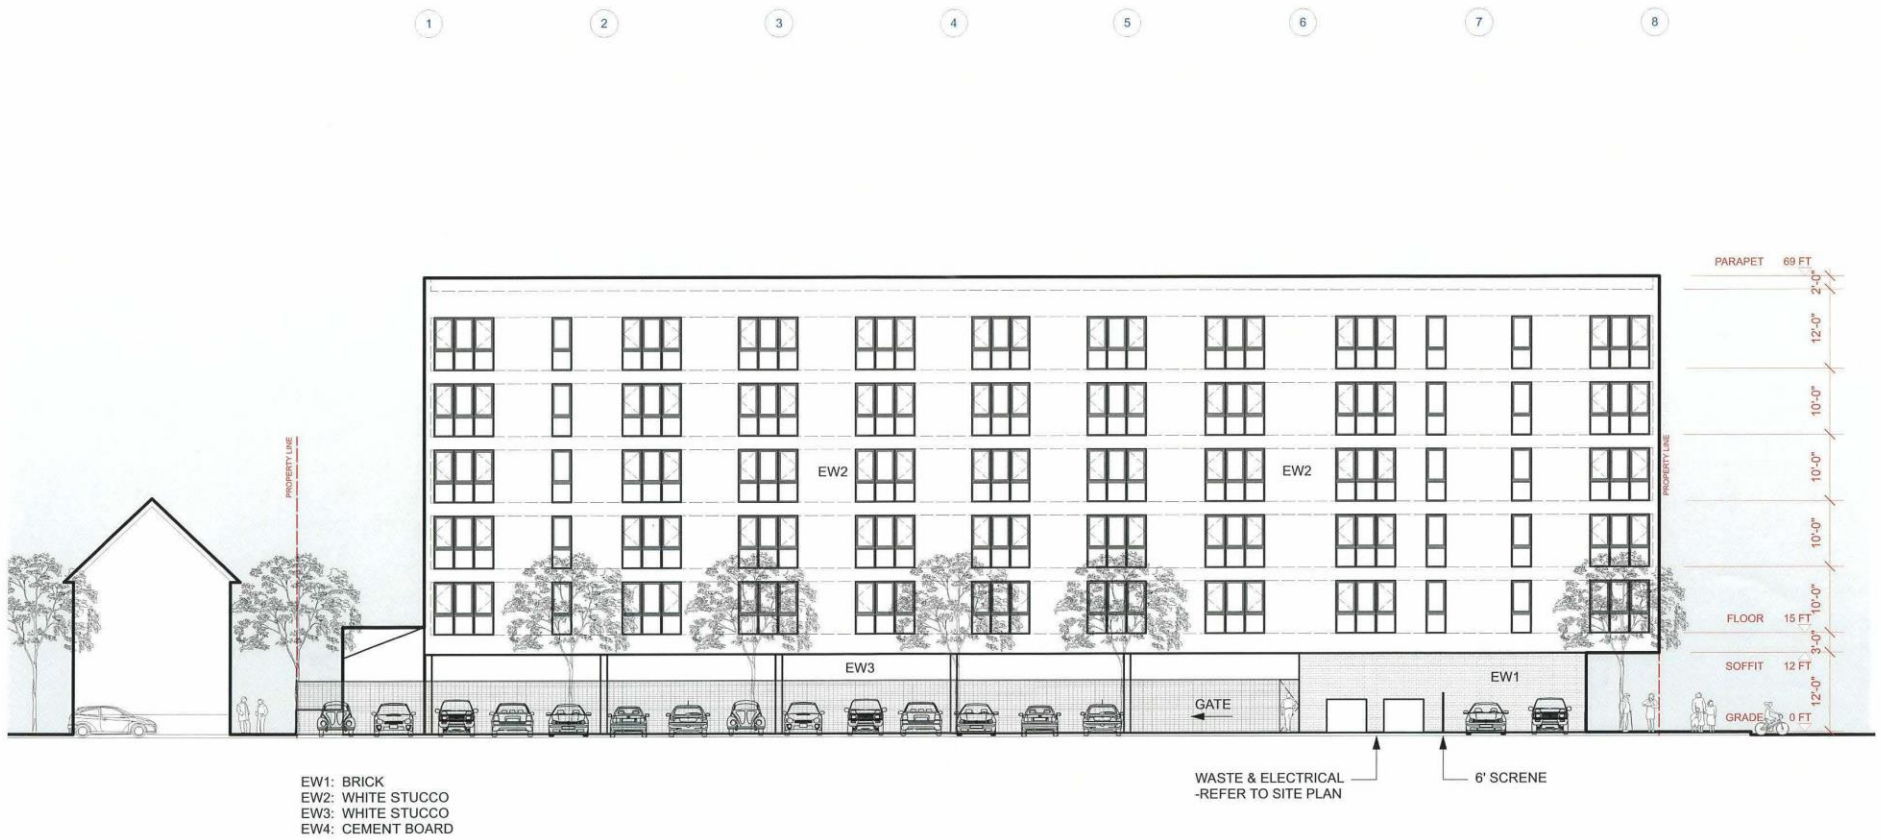 1 2 3 4 5 6 7 8
PARAPET 69 FT
2'-0"
12'-0"
10'-0"
PROPERTY LINE
PROPERTY LINE
EW2
EW2
10'-0"
10'-0"
10'-0"
FLOOR 15 FT
3'-0"
EW3
EW1
SOFFIT 12 FT
12'-0"
GATE
GRADE 0 FT
WASTE & ELECTRICAL
-REFER TO SITE PLAN
6' SCRENE
EW1: BRICK
EW2: WHITE STUCCO
EW3: WHITE STUCCO
EW4: CEMENT BOARD